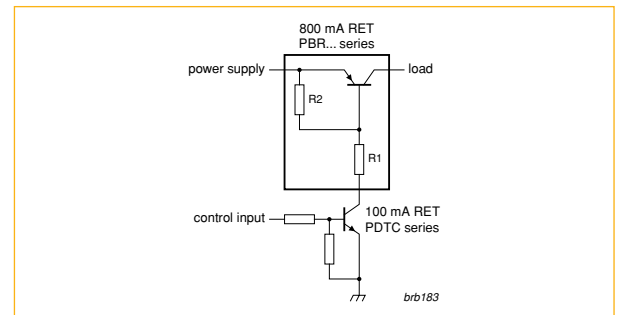 800 mA RET
PBR... series
power supply
load
R2
R1
control input
100 mA RET
PDTC series
brb183